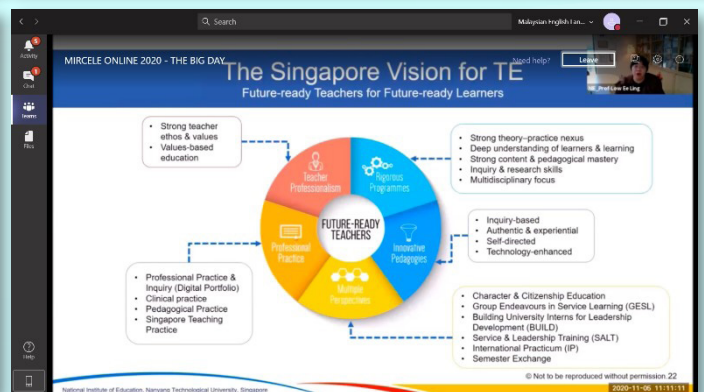 Search
Malaysian English Lan...
Activity
Chat
Teams
Files
Help
MIRCELE ONLINE 2020 - THE BIG DAY
Need help?
Leave
The Singapore Vision for TE
Future-ready Teachers for Future-ready Learners
NIE_Prof Low Ee Ling
• Strong teacher
ethos & values
• Values-based
education
• Strong theory–practice nexus
• Deep understanding of learners & learning
• Strong content & pedagogical mastery
• Inquiry & research skills
• Multidisciplinary focus
Teacher
Professionalism
Rigorous
Programmes
FUTURE-READY
TEACHERS
Professional
Practice
Innovative
Pedagogies
Multiple
Perspectives
• Inquiry-based
• Authentic & experiential
• Self-directed
• Technology-enhanced
• Professional Practice &
Inquiry (Digital Portfolio)
• Clinical practice
• Pedagogical Practice
• Singapore Teaching
Practice
• Character & Citizenship Education
• Group Endeavours in Service Learning (GESL)
• Building University Interns for Leadership
Development (BUILD)
• Service & Leadership Training (SALT)
• International Practicum (IP)
• Semester Exchange
© Not to be reproduced without permission 22
National Institute of Education, Nanyang Technological University, Singapore
2020-11-05 11:11:11